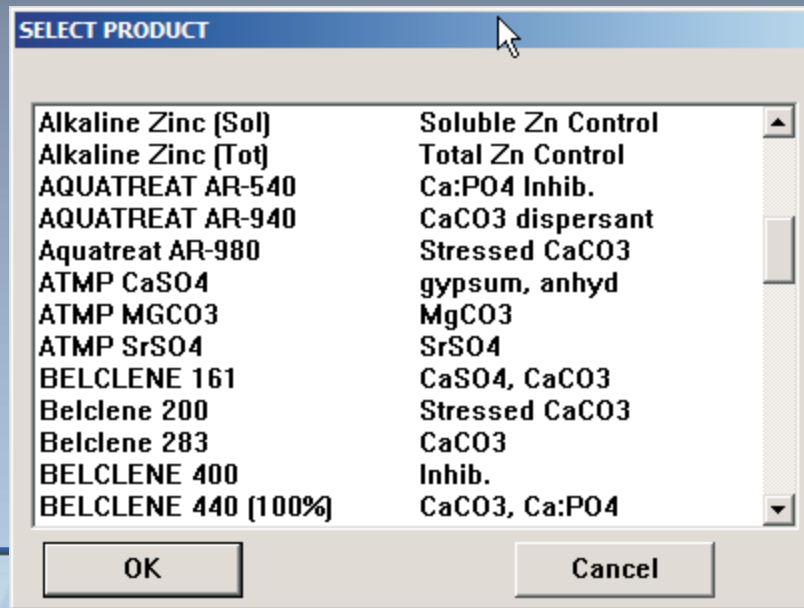 SELECT PRODUCT
Alkaline Zinc (Sol) Soluble Zn Control
Alkaline Zinc (Tot) Total Zn Control
AQUATREAT AR-540 Ca:PO4 Inhib.
AQUATREAT AR-940 CaCO3 dispersant
Aquatreat AR-980 Stressed CaCO3
ATMP CaSO4 gypsum, anhyd
ATMP MGCO3 MgCO3
ATMP SrSO4 SrSO4
BELCLENE 161 CaSO4, CaCO3
Belclene 200 Stressed CaCO3
Belclene 283 CaCO3
BELCLENE 400 Inhib.
BELCLENE 440 (100%) CaCO3, Ca:PO4
OK Cancel